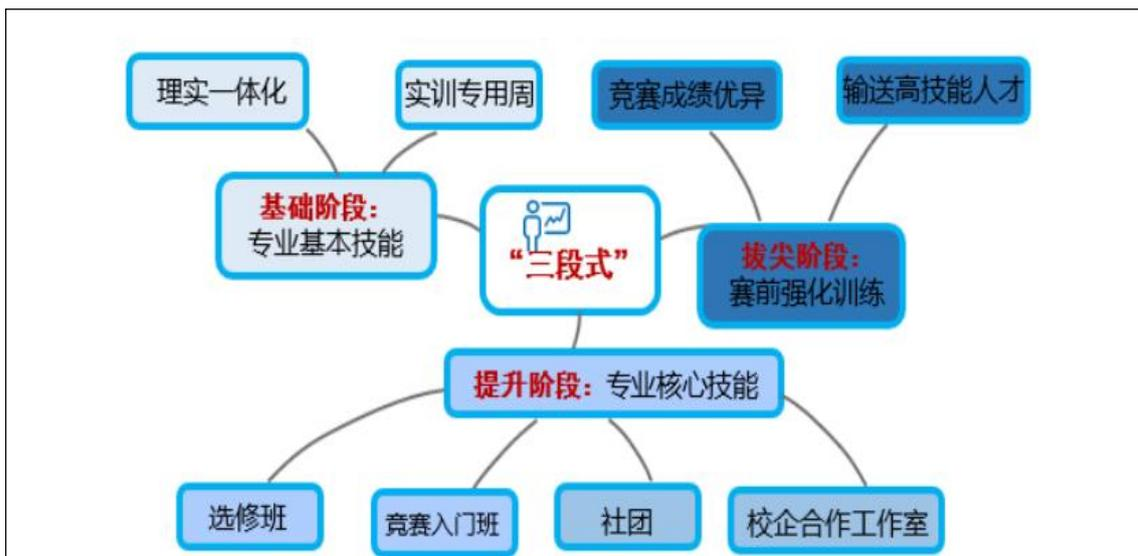 理实一体化
实训专用周
竞赛成绩优异
输送高技能人才
基础阶段：
专业基本技能
“三段式”
拔尖阶段：
赛前强化训练
提升阶段：专业核心技能
选修班
竞赛入门班
社团
校企合作工作室